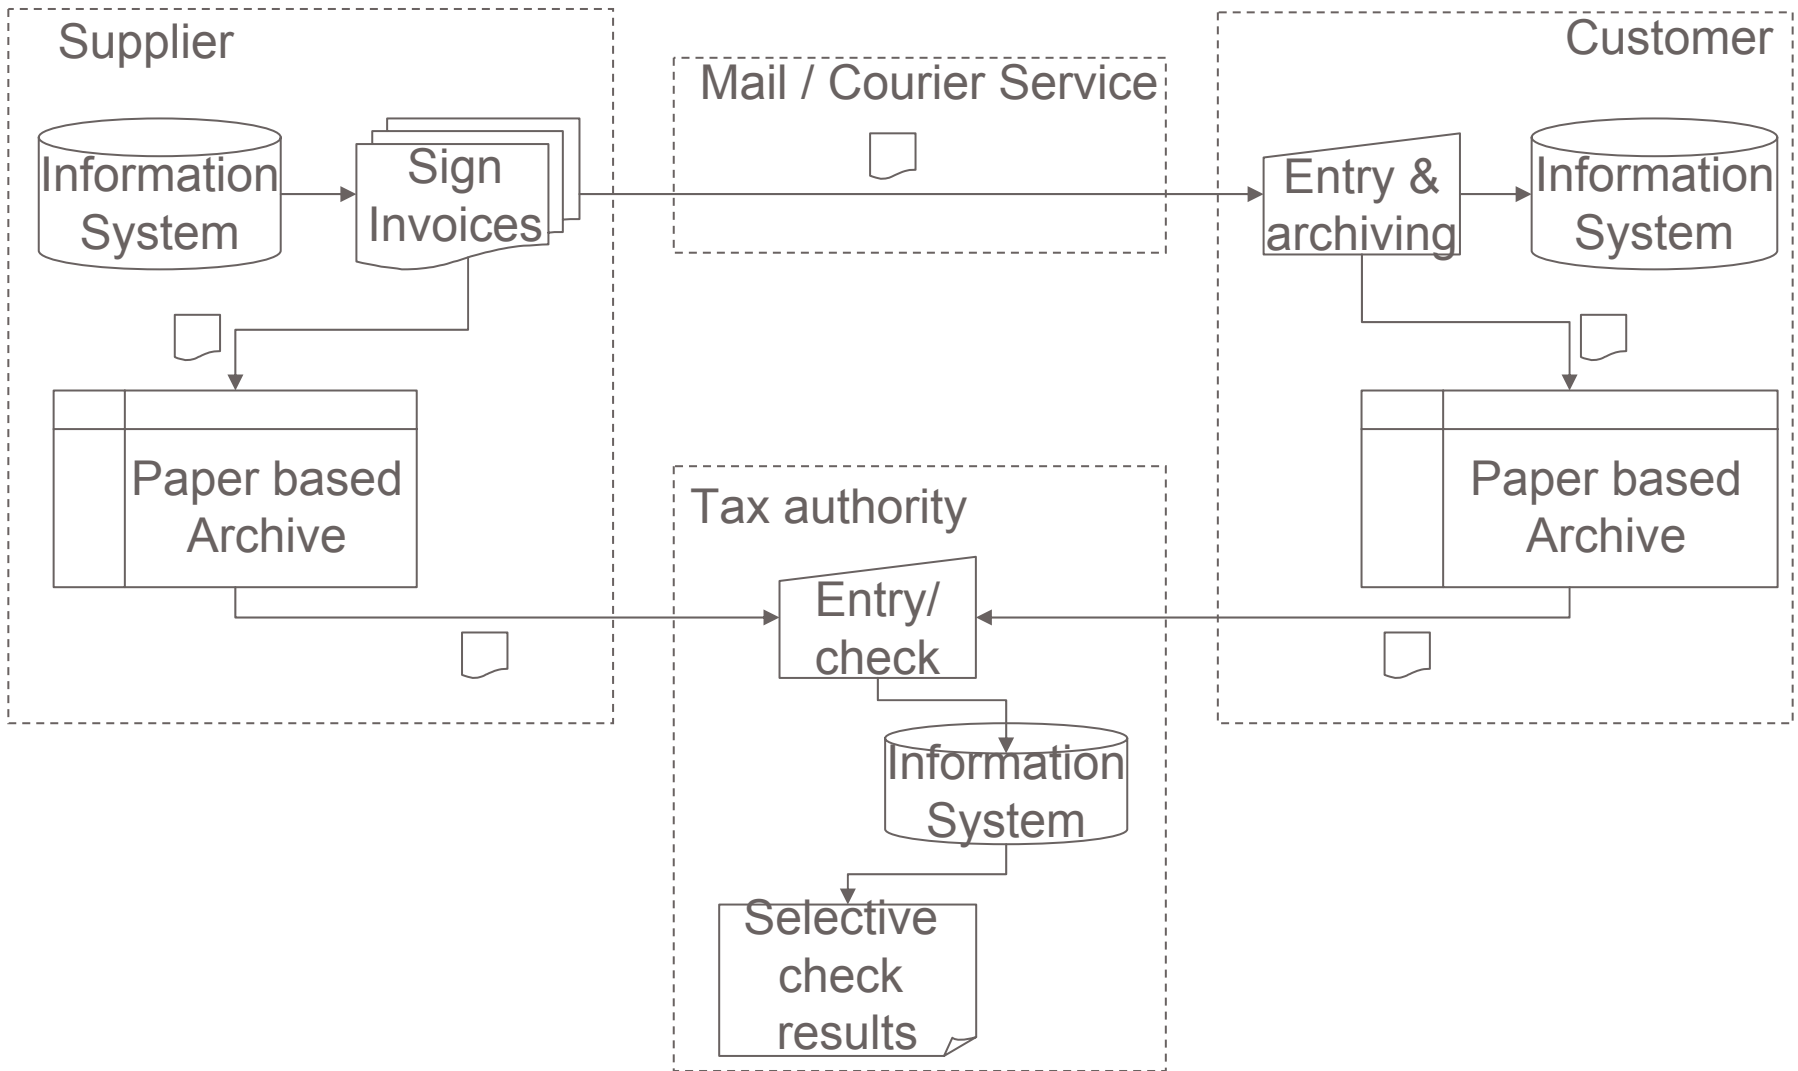 Supplier
Information
System
Sign
Invoices
Paper based
Archive
Mail / Courier Service
Customer
Entry &
archiving
Information
System
Paper based
Archive
Tax authority
Entry/
check
Information
System
Selective
check
results